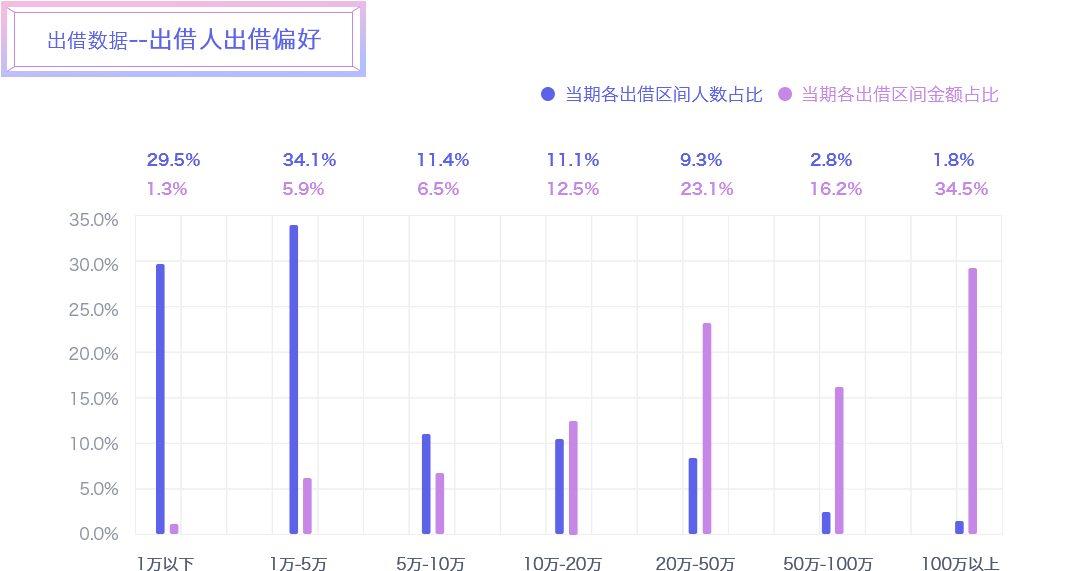 出借数据--出借人出借偏好
当期各出借区间人数占比 当期各出借区间金额占比
29.5% 34.1% 11.4% 11.1% 9.3% 2.8% 1.8%
1.3% 5.9% 6.5% 12.5% 23.1% 16.2% 34.5%
35.0%
30.0%
25.0%
20.0%
15.0%
10.0%
5.0%
0.0%
1万以下 1万-5万 5万-10万 10万-20万 20万-50万 50万-100万 100万以上